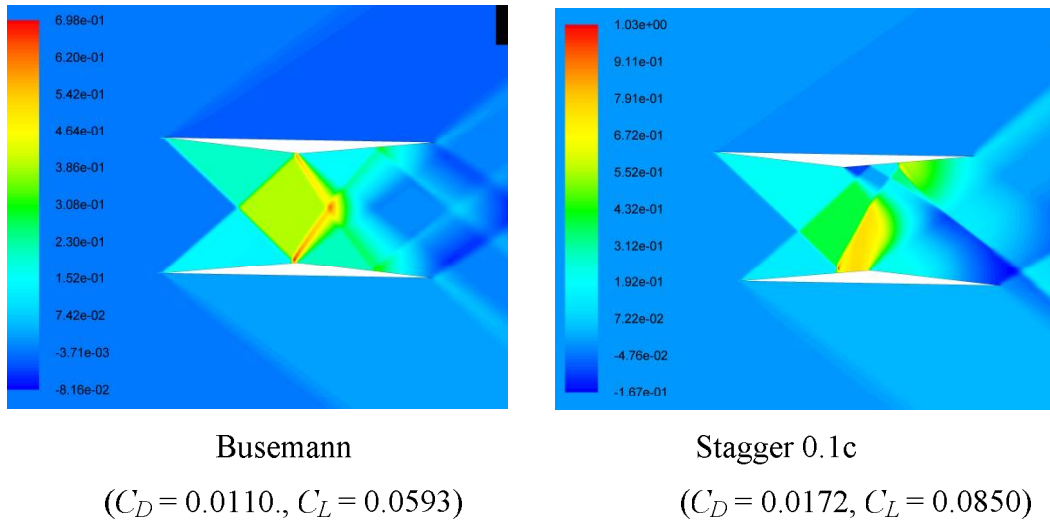 6.98e-01
6.20e-01
5.42e-01
4.64e-01
3.86e-01
3.08e-01
2.30e-01
1.52e-01
7.42e-02
-3.71e-03
-8.16e-02
1.03e+00
9.11e-01
7.91e-01
6.72e-01
5.52e-01
4.32e-01
3.12e-01
1.92e-01
7.22e-02
-4.76e-02
-1.67e-01
Busemann
(C_D = 0.0110., C_L = 0.0593)
Stagger 0.1c
(C_D = 0.0172, C_L = 0.0850)